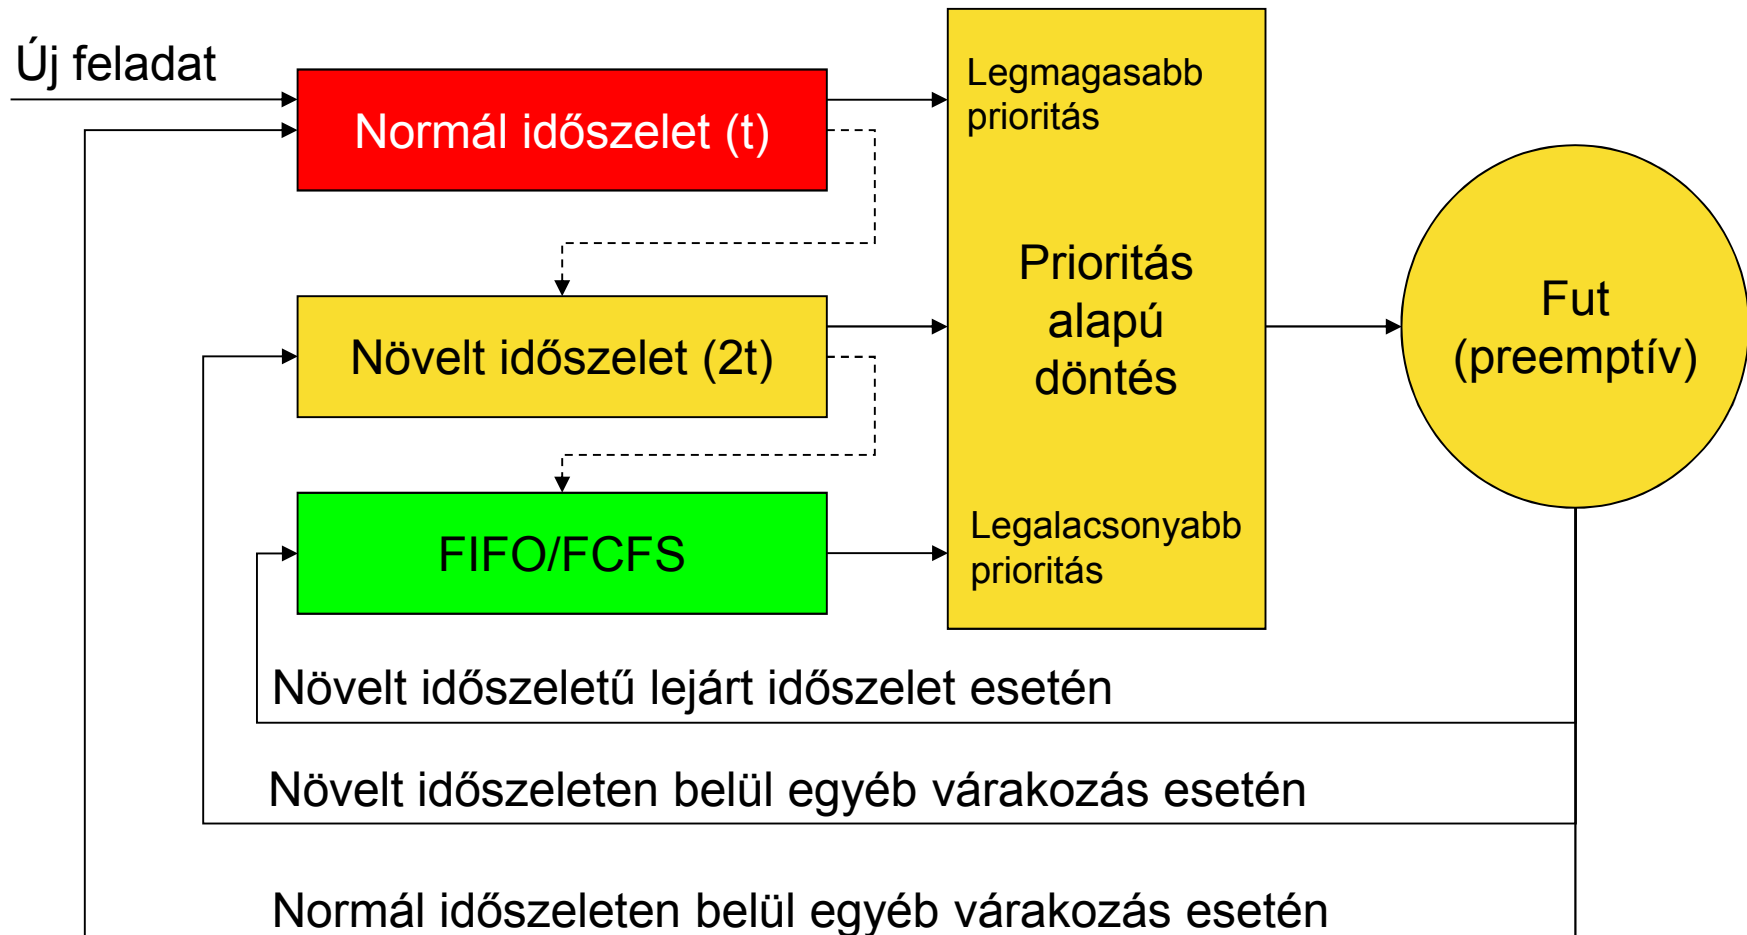 Új feladat
Normál időszelet (t)
Legmagasabb
prioritás
Növelt időszelet (2t)
Prioritás
alapú
döntés
Fut
(preemptív)
FIFO/FCFS
Legalacsonyabb
prioritás
Növelt időszeletű lejárt időszelet esetén
Növelt időszeleten belül egyéb várakozás esetén
Normál időszeleten belül egyéb várakozás esetén